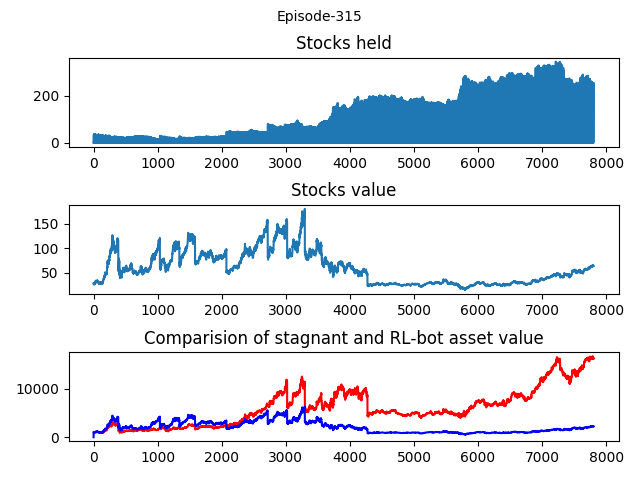 Episode-315
Stocks held
200
0
0 1000 2000 3000 4000 5000 6000 7000 8000
Stocks value
150
100
50
0 1000 2000 3000 4000 5000 6000 7000 8000
Comparision of stagnant and RL-bot asset value
10000
0
0 1000 2000 3000 4000 5000 6000 7000 8000